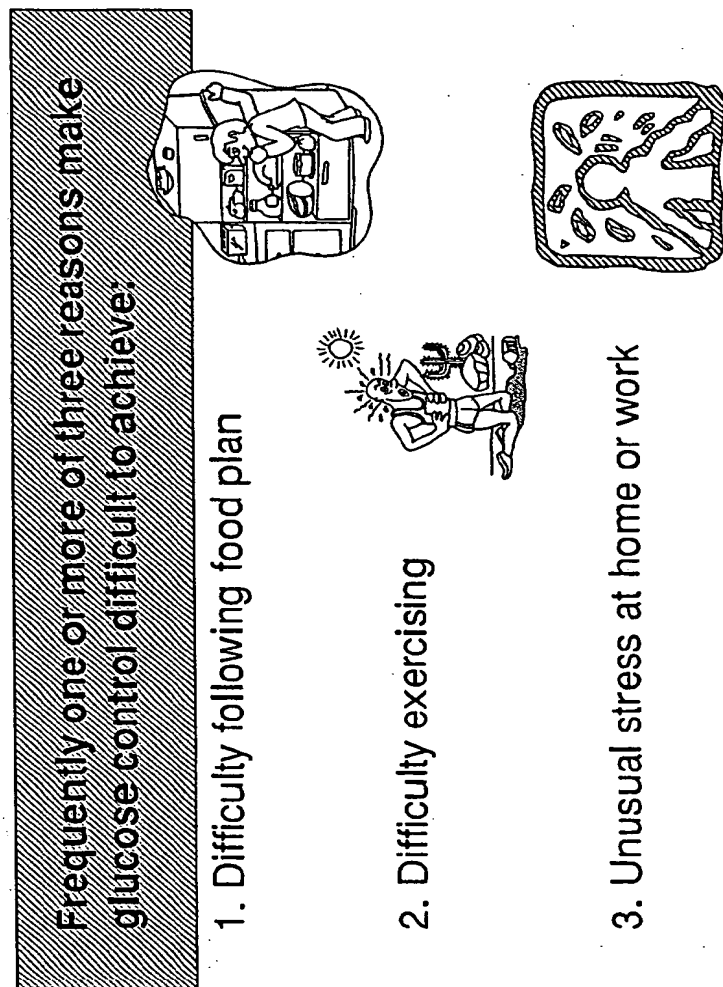 Frequently one or more of three reasons make
glucose control difficult to achieve:
1. Difficulty following food plan
2. Difficulty exercising
3. Unusual stress at home or work